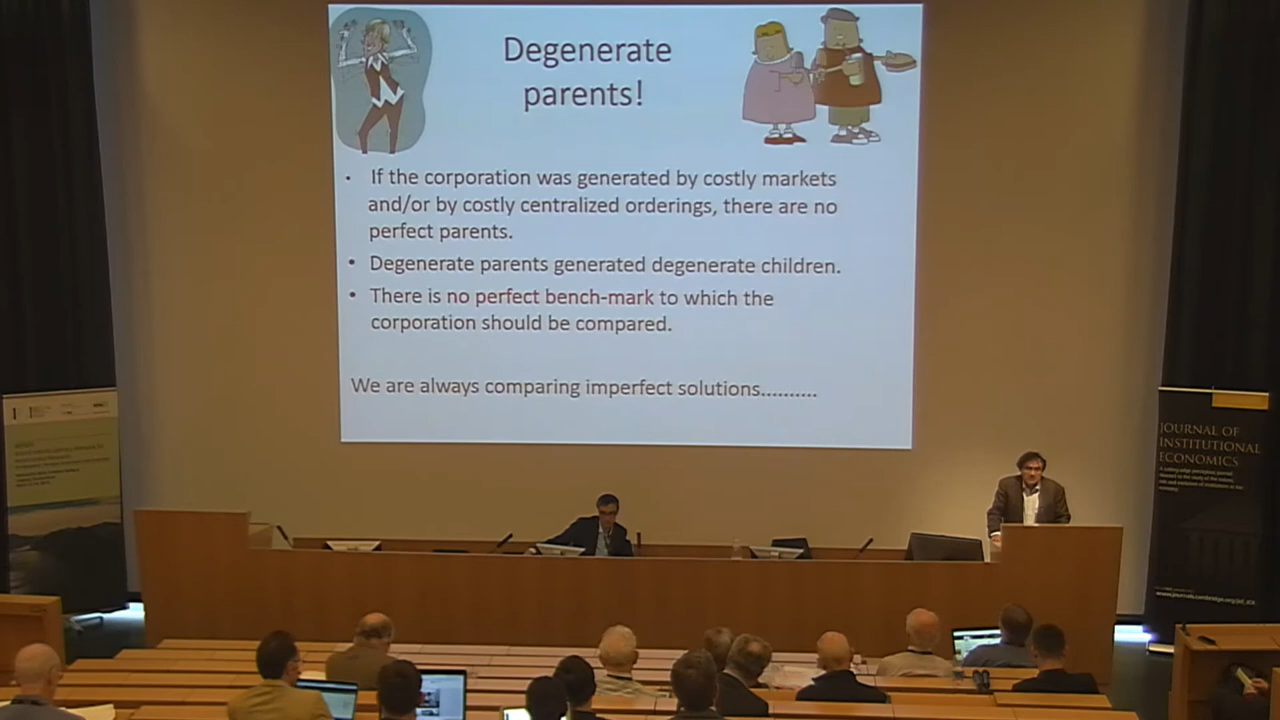 Degenerate
parents!
• If the corporation was generated by costly markets
and/or by costly centralized orderings, there are no
perfect parents.
• Degenerate parents generated degenerate children.
• There is no perfect bench-mark to which the
corporation should be compared.
We are always comparing imperfect solutions..........
JOURNAL OF
INSTITUTIONAL
ECONOMICS